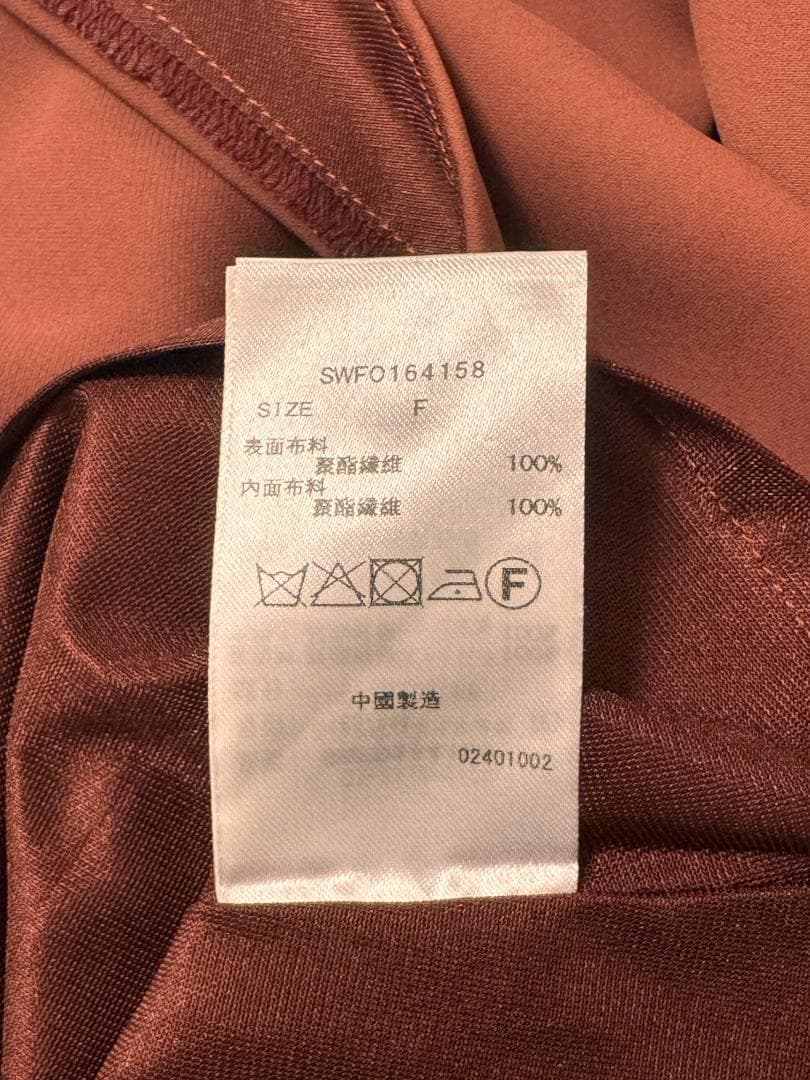 SWFO164158
SIZE F
表面布料
聚酯纖維 100%
內面布料
聚酯纖維 100%
F
中國製造
02401002